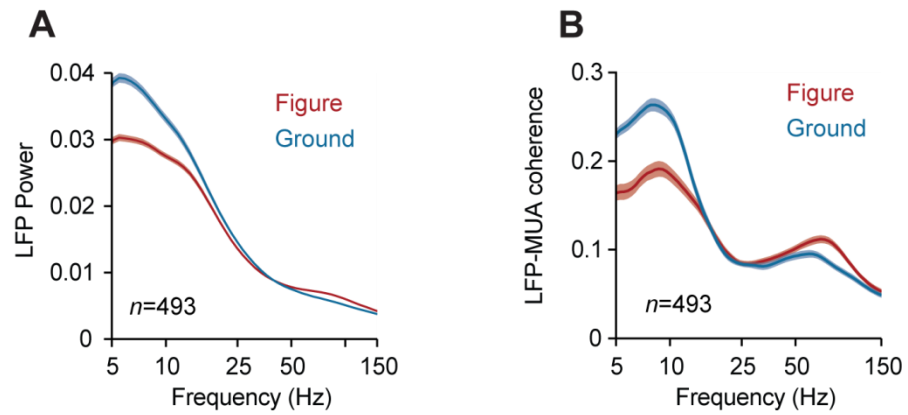 A
LFP Power
0.04
0.03
0.02
0.01
0
Figure
Ground
n=493
5 10 25 50 150
Frequency (Hz)
B
LFP-MUA coherence
0.3
0.2
0.1
0
Figure
Ground
n=493
5 10 25 50 150
Frequency (Hz)